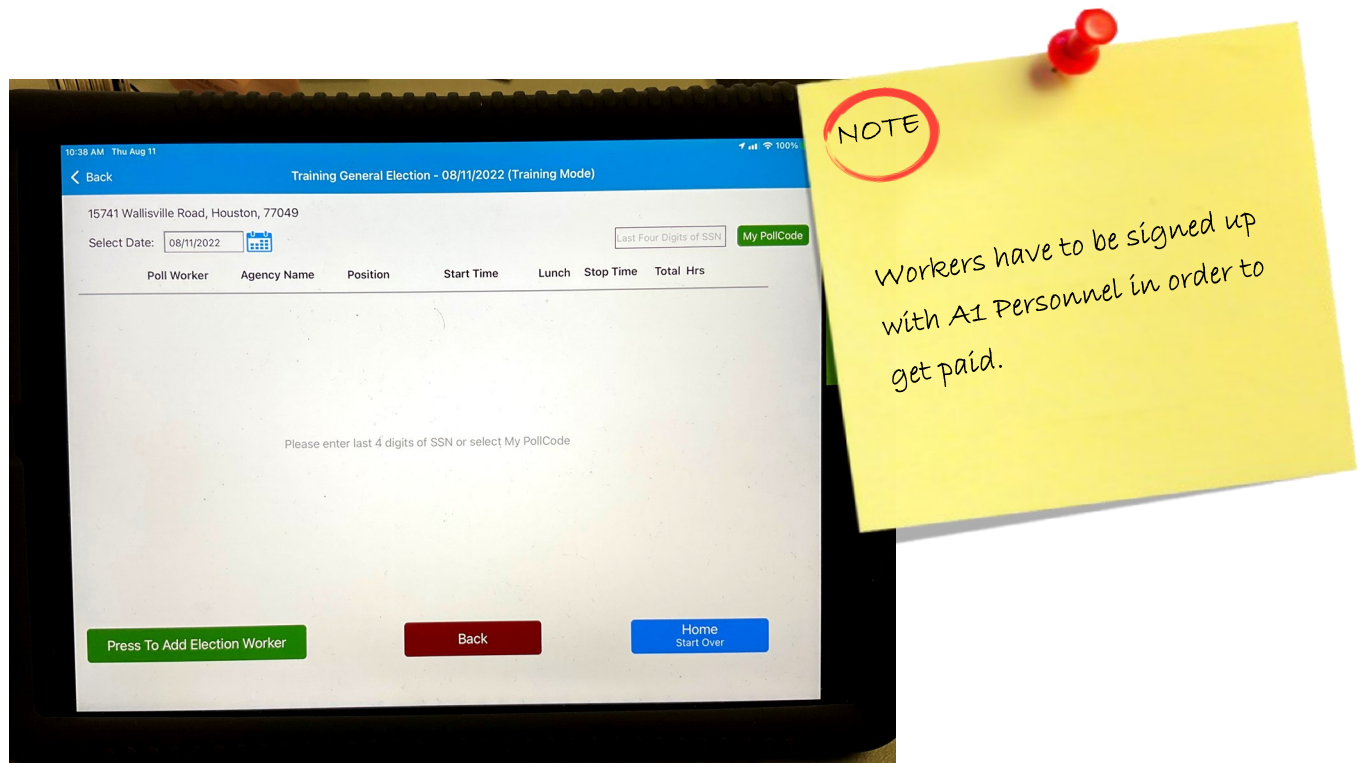 10:38 AM Thu Aug 11
100%
Back
Training General Election - 08/11/2022 (Training Mode)
15741 Wallisville Road, Houston, 77049
Select Date: 08/11/2022
Last Four Digits of SSN
My PollCode
Poll Worker Agency Name Position Start Time Lunch Stop Time Total Hrs
Please enter last 4 digits of SSN or select My PollCode
Press To Add Election Worker
Back
Home
Start Over
NOTE
Workers have to be signed up
with A1 Personnel in order to
get paid.